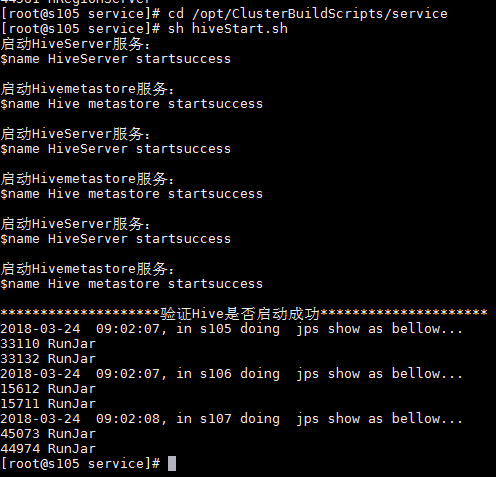 [root@s105 service]# cd /opt/ClusterBuildScripts/service
[root@s105 service]# sh hiveStart.sh
启动HiveServer服务:
$name HiveServer startsuccess
启动Hivemetastore服务:
$name Hive metastore startsuccess
启动HiveServer服务:
$name HiveServer startsuccess
启动Hivemetastore服务:
$name Hive metastore startsuccess
启动HiveServer服务:
$name HiveServer startsuccess
启动Hivemetastore服务:
$name Hive metastore startsuccess
********************验证Hive是否启动成功*********************
2018-03-24  09:02:07, in s105 doing  jps show as bellow...
33110 RunJar
33132 RunJar
2018-03-24  09:02:07, in s106 doing  jps show as bellow...
15612 RunJar
15711 RunJar
2018-03-24  09:02:08, in s107 doing  jps show as bellow...
45073 RunJar
44974 RunJar
[root@s105 service]#